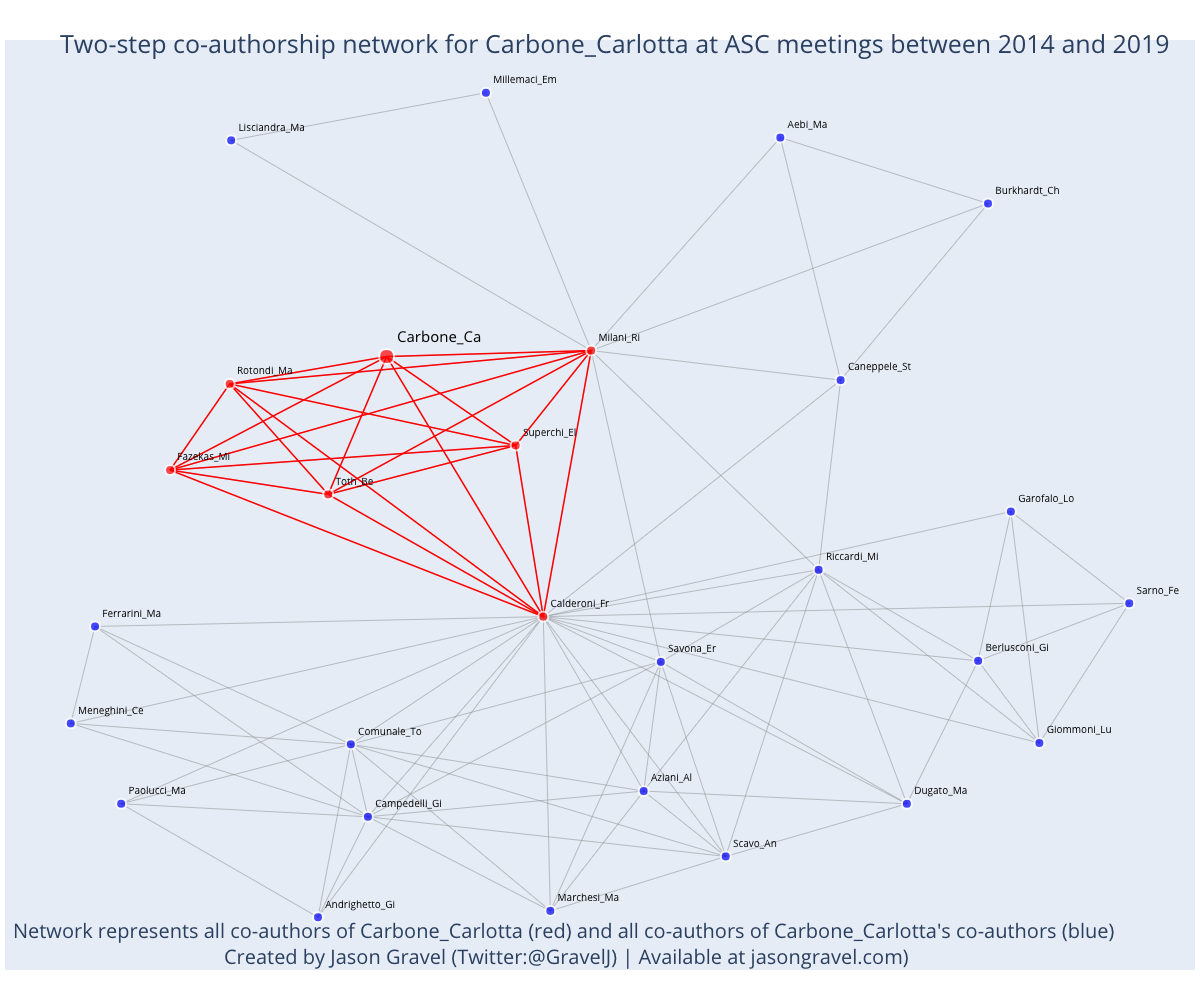 Two-step co-authorship network for Carbone_Carlotta at ASC meetings between 2014 and 2019
Millemaci_Em
Lisciandra_Ma
Aebi_Ma
Burkhardt_Ch
Carbone_Ca
Milani_Ri
Rotondi_Ma
Caneppele_St
Superchi_El
Fazekas_Mi
Toth_Be
Garofalo_Lo
Riccardi_Mi
Sarno_Fe
Calderoni_Fr
Ferrarini_Ma
Savona_Er
Berlusconi_Gi
Meneghini_Ce
Comunale_To
Giommoni_Lu
Aziani_Al
Paolucci_Ma
Dugato_Ma
Campedelli_Gi
Scavo_An
Marchesi_Ma
Andrighetto_Gi
Network represents all co-authors of Carbone_Carlotta (red) and all co-authors of Carbone_Carlotta's co-authors (blue)
Created by Jason Gravel (Twitter:@GravelJ) | Available at jasongravel.com)